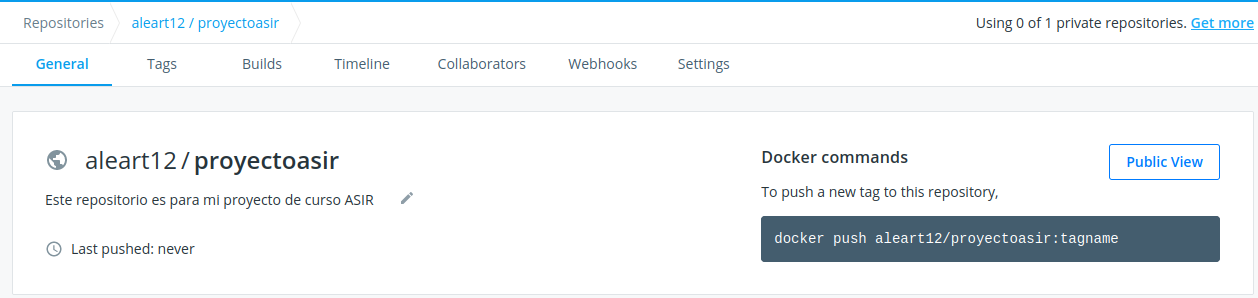 Repositories aleart12 / proyectoasir Using 0 of 1 private repositories. Get more
General Tags Builds Timeline Collaborators Webhooks Settings
aleart12 / proyectoasir
Este repositorio es para mi proyecto de curso ASIR
Last pushed: never
Docker commands
Public View
To push a new tag to this repository,
docker push aleart12/proyectoasir:tagname